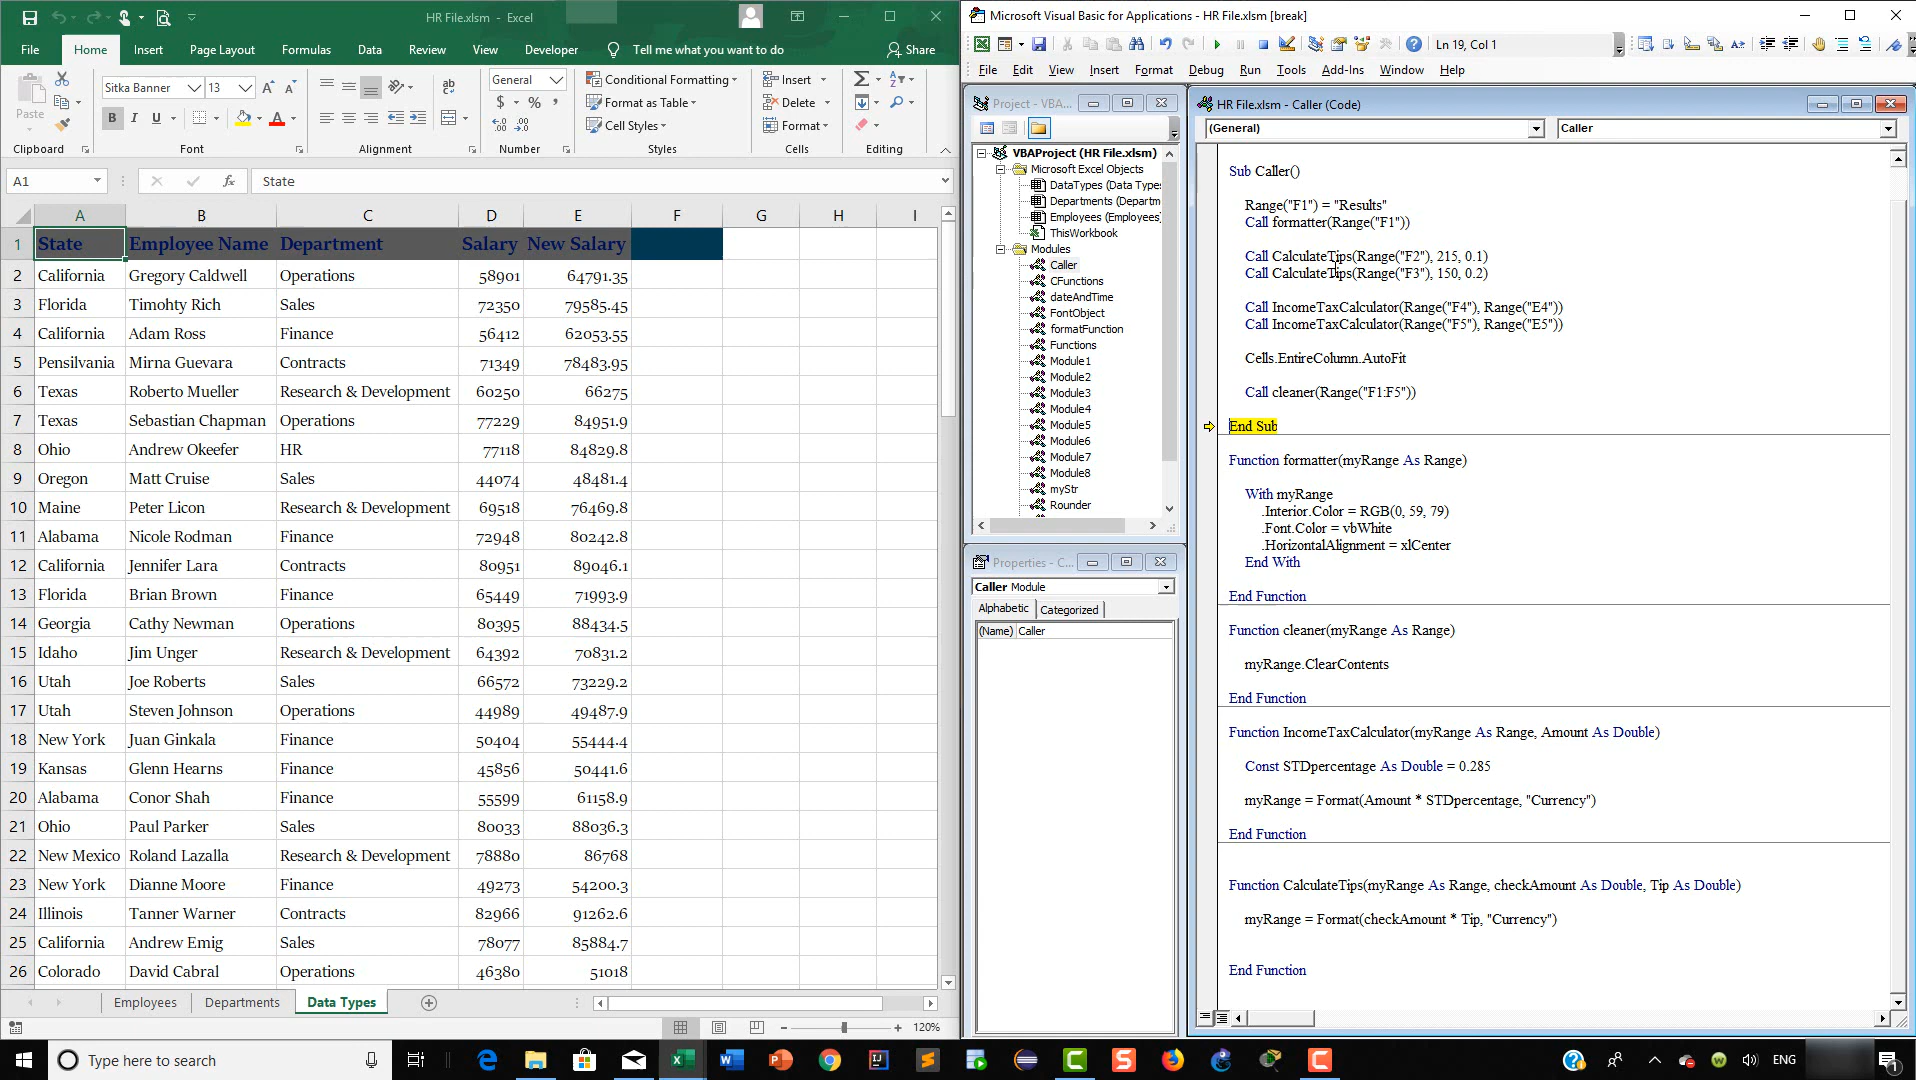 HR File.xlsm - Excel
File Home Insert Page Layout Formulas Data Review View Developer Tell me what you want to do Share
Paste
Clipboard
Sitka Banner 13
B I U
Font
ab
Alignment
General
$ % ,
Number
Conditional Formatting
Format as Table
Cell Styles
Styles
Insert
Delete
Format
Cells
Editing
A1 fx State
A B C D E F G H I
1 State Employee Name Department Salary New Salary
2 California Gregory Caldwell Operations 58901 64791.35
3 Florida Timohty Rich Sales 72350 79585.45
4 California Adam Ross Finance 56412 62053.55
5 Pensilvania Mirna Guevara Contracts 71349 78483.95
6 Texas Roberto Mueller Research & Development 60250 66275
7 Texas Sebastian Chapman Operations 77229 84951.9
8 Ohio Andrew Okeefer HR 77118 84829.8
9 Oregon Matt Cruise Sales 44074 48481.4
10 Maine Peter Licon Research & Development 69518 76469.8
11 Alabama Nicole Rodman Finance 72948 80242.8
12 California Jennifer Lara Contracts 80951 89046.1
13 Florida Brian Brown Finance 65449 71993.9
14 Georgia Cathy Newman Operations 80395 88434.5
15 Idaho Jim Unger Research & Development 64392 70831.2
16 Utah Joe Roberts Sales 66572 73229.2
17 Utah Steven Johnson Operations 44989 49487.9
18 New York Juan Ginkala Finance 50404 55444.4
19 Kansas Glenn Hearns Finance 45856 50441.6
20 Alabama Conor Shah Finance 55599 61158.9
21 Ohio Paul Parker Sales 80033 88036.3
22 New Mexico Roland Lazalla Research & Development 78880 86768
23 New York Dianne Moore Finance 49273 54200.3
24 Illinois Tanner Warner Contracts 82966 91262.6
25 California Andrew Emig Sales 78077 85884.7
26 Colorado David Cabral Operations 46380 51018
Employees Departments Data Types
120%
Microsoft Visual Basic for Applications - HR File.xlsm [break]
Ln 19, Col 1
File Edit View Insert Format Debug Run Tools Add-Ins Window Help
Project - VBA...
VBAProject (HR File.xlsm)
Microsoft Excel Objects
DataTypes (Data Types
Departments (Departm
Employees (Employees)
ThisWorkbook
Modules
Caller
CFunctions
dateAndTime
FontObject
formatFunction
Functions
Module1
Module2
Module3
Module4
Module5
Module6
Module7
Module8
myStr
Rounder
Properties - C...
Caller Module
Alphabetic Categorized
(Name) Caller
HR File.xlsm - Caller (Code)
(General) Caller
Sub Caller()
Range("F1") = "Results"
Call formatter(Range("F1"))
Call CalculateTips(Range("F2"), 215, 0.1)
Call CalculateTips(Range("F3"), 150, 0.2)
Call IncomeTaxCalculator(Range("F4"), Range("E4"))
Call IncomeTaxCalculator(Range("F5"), Range("E5"))
Cells.EntireColumn.AutoFit
Call cleaner(Range("F1:F5"))
End Sub
Function formatter(myRange As Range)
With myRange
.Interior.Color = RGB(0, 59, 79)
.Font.Color = vbWhite
.HorizontalAlignment = xlCenter
End With
End Function
Function cleaner(myRange As Range)
myRange.ClearContents
End Function
Function IncomeTaxCalculator(myRange As Range, Amount As Double)
Const STDpercentage As Double = 0.285
myRange = Format(Amount * STDpercentage, "Currency")
End Function
Function CalculateTips(myRange As Range, checkAmount As Double, Tip As Double)
myRange = Format(checkAmount * Tip, "Currency")
End Function
Type here to search
ENG